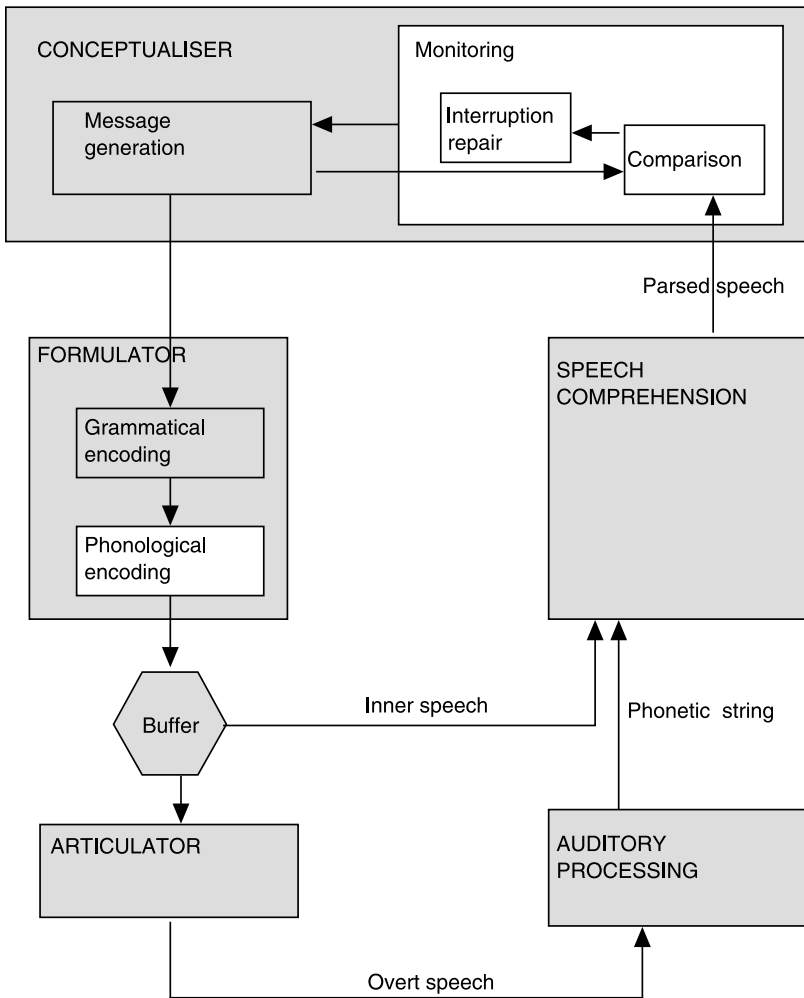 CONCEPTUALISER
Monitoring
Message
generation
Interruption
repair
Comparison
Parsed speech
FORMULATOR
Grammatical
encoding
Phonological
encoding
SPEECH
COMPREHENSION
Buffer
Inner speech
Phonetic string
ARTICULATOR
AUDITORY
PROCESSING
Overt speech